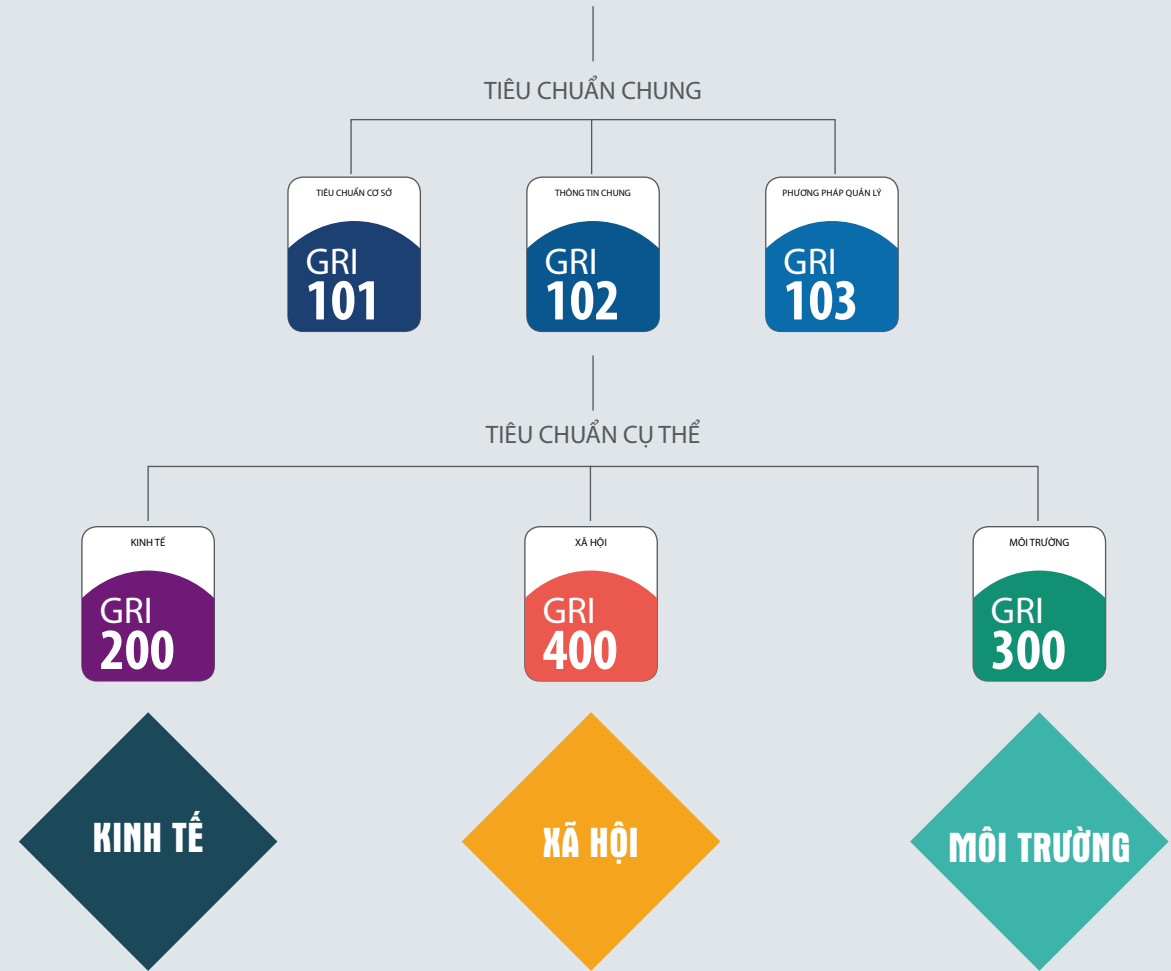 TIÊU CHUẨN CHUNG
TIÊU CHUẨN CƠ SỞ
GRI
101
THÔNG TIN CHUNG
GRI
102
PHƯƠNG PHÁP QUẢN LÝ
GRI
103
TIÊU CHUẨN CỤ THỂ
KINH TẾ
GRI
200
XÃ HỘI
GRI
400
MÔI TRƯỜNG
GRI
300
KINH TẾ
XÃ HỘI
MÔI TRƯỜNG